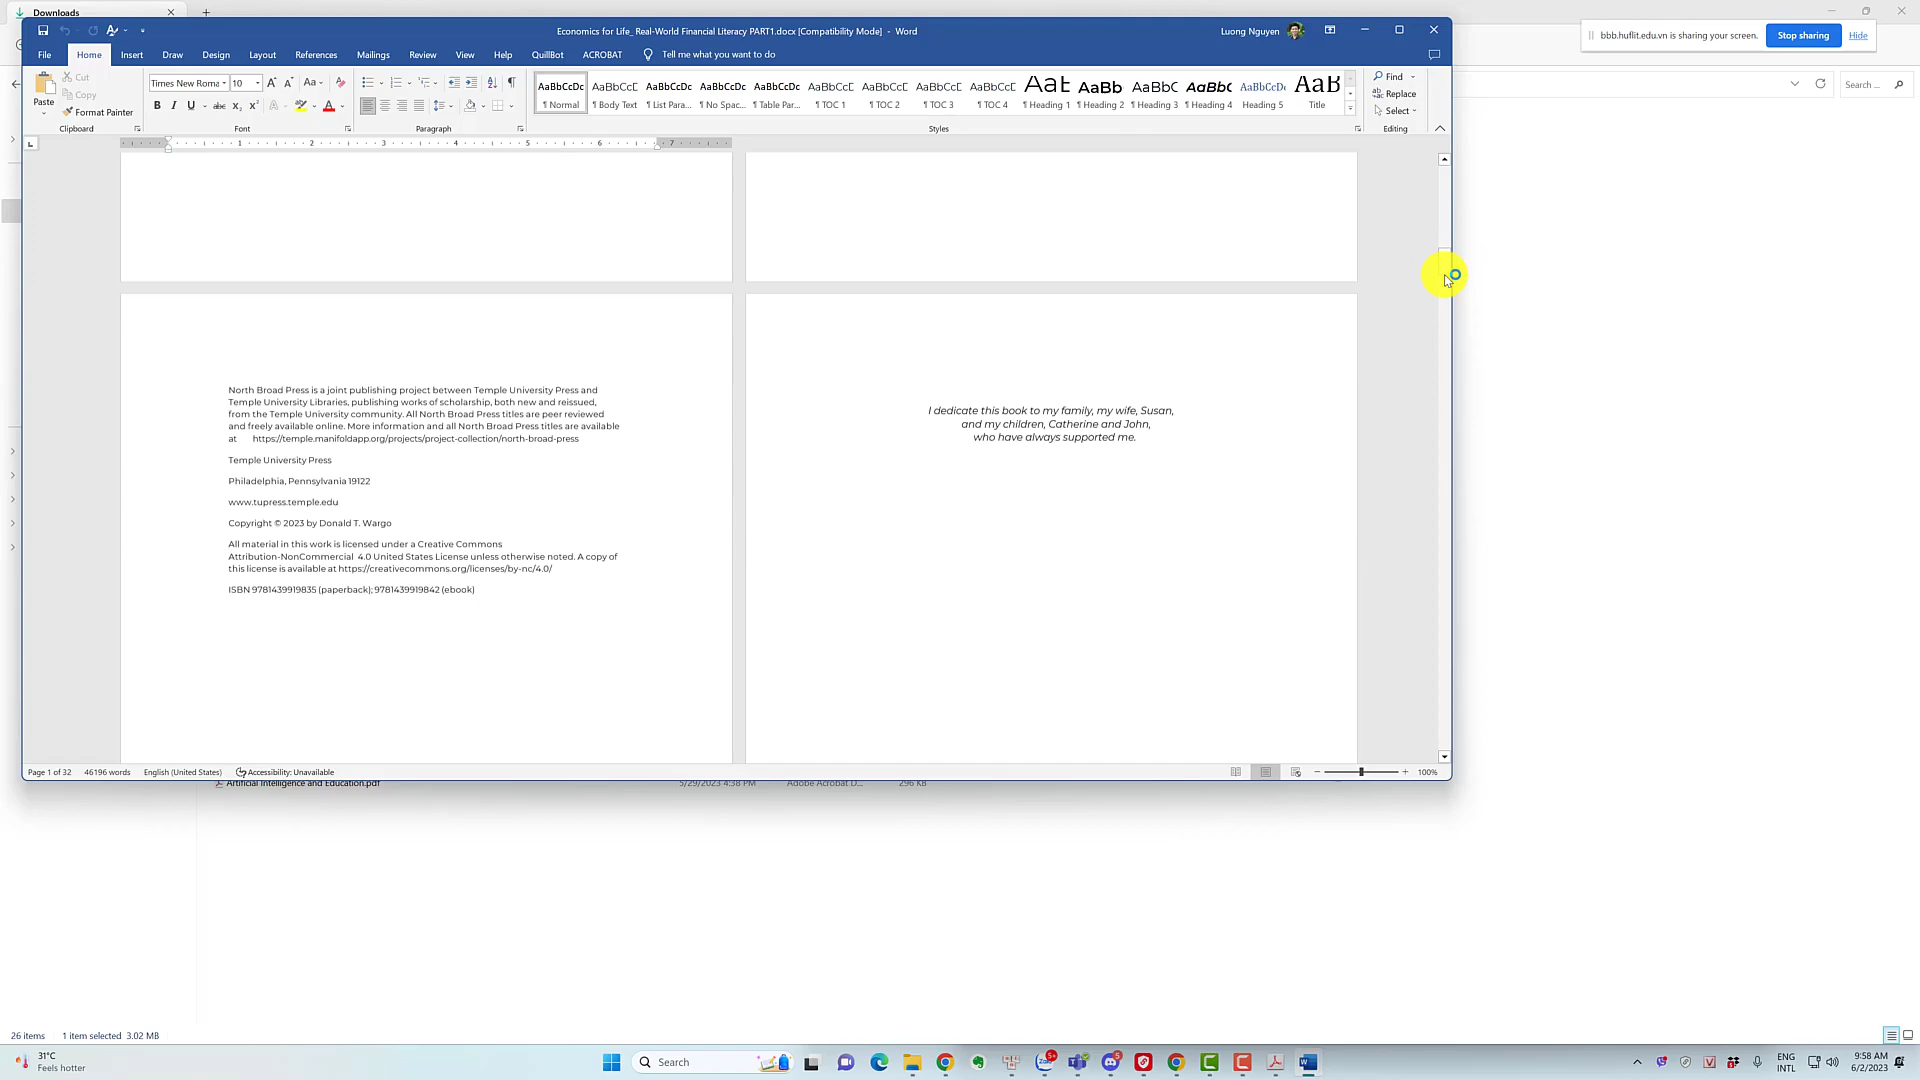 Downloads
Economics for Life_ Real-World Financial Literacy PART1.docx [Compatibility Mode] - Word
Luong Nguyen
bbb.huflit.edu.vn is sharing your screen.
Stop sharing
Hide
File Home Insert Draw Design Layout References Mailings Review View Help QuillBot ACROBAT Tell me what you want to do
Paste
Cut
Copy
Format Painter
Clipboard
Times New Roma 10
Font
Paragraph
AaBbCcDc AaBbCcE AaBbCcDc AaBbCcDc AaBbCcDc AaBbCcE AaBbCcE AaBbCcE AaBbCcE
¶ Normal ¶ Body Text ¶ List Para... ¶ No Spac... ¶ Table Par... ¶ TOC 1 ¶ TOC 2 ¶ TOC 3 ¶ TOC 4 ¶ Heading 1 ¶ Heading 2 ¶ Heading 3 ¶ Heading 4 Heading 5 Title
Styles
Find
Replace
Select
Editing
Search ...
1 2 3 4 5 6 7
North Broad Press is a joint publishing project between Temple University Press and
Temple University Libraries, publishing works of scholarship, both new and reissued,
from the Temple University community. All North Broad Press titles are peer reviewed
and freely available online. More information and all North Broad Press titles are available
at https://temple.manifoldapp.org/projects/project-collection/north-broad-press
Temple University Press
Philadelphia, Pennsylvania 19122
www.tupress.temple.edu
Copyright © 2023 by Donald T. Wargo
All material in this work is licensed under a Creative Commons
Attribution-NonCommercial 4.0 United States License unless otherwise noted. A copy of
this license is available at https://creativecommons.org/licenses/by-nc/4.0/
ISBN 9781439919835 (paperback); 9781439919842 (ebook)
I dedicate this book to my family, my wife, Susan,
and my children, Catherine and John,
who have always supported me.
Page 1 of 32 46196 words English (United States) Accessibility: Unavailable
100%
Artificial Intelligence and Education.pdf 5/29/2023 4:38 PM Adobe Acrobat D... 296 KB
26 items 1 item selected 3.02 MB
31°C
Feels hotter
Search
ENG
INTL
9:58 AM
6/2/2023